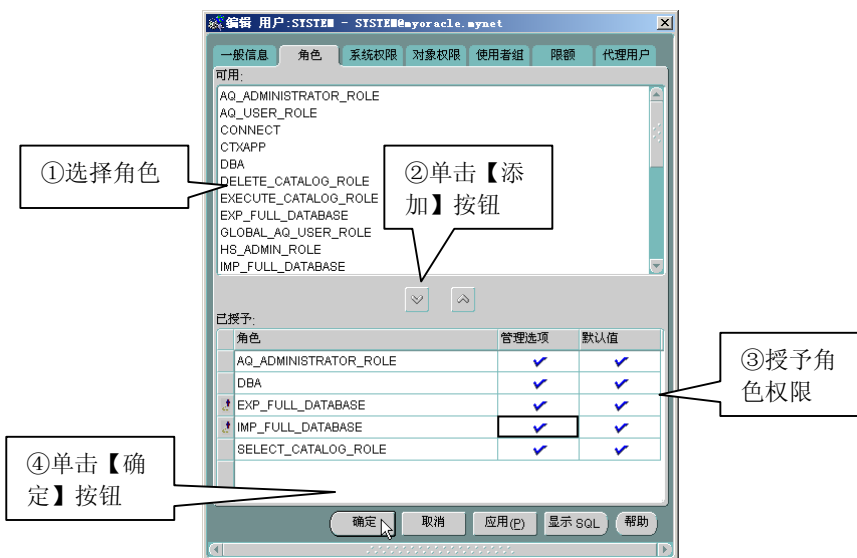 编辑 用户:SYSTEM - SYSTEM@myoracle.mynet
一般信息 角色 系统权限 对象权限 使用者组 限额 代理用户
可用:
AQ_ADMINISTRATOR_ROLE
AQ_USER_ROLE
CONNECT
CTXAPP
DBA
DELETE_CATALOG_ROLE
EXECUTE_CATALOG_ROLE
EXP_FULL_DATABASE
GLOBAL_AQ_USER_ROLE
HS_ADMIN_ROLE
IMP_FULL_DATABASE
①选择角色
②单击【添
加】按钮
已授予:
角色 管理选项 默认值
AQ_ADMINISTRATOR_ROLE
DBA
EXP_FULL_DATABASE
IMP_FULL_DATABASE
SELECT_CATALOG_ROLE
③授予角
色权限
④单击【确
定】按钮
确定 取消 应用(P) 显示 SQL 帮助